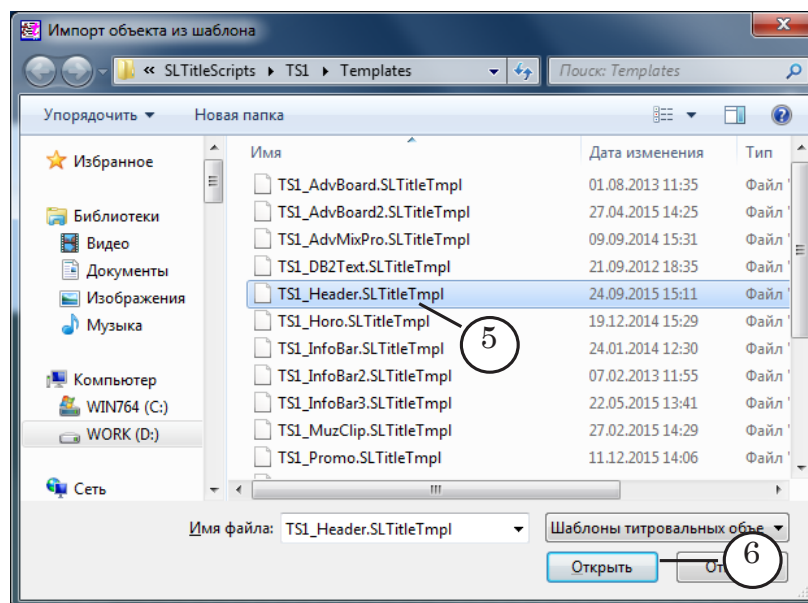 Импорт объекта из шаблона
« SLTitleScripts TS1 Templates Поиск: Templates
Упорядочить Новая папка
Избранное
Библиотеки
Видео
Документы
Изображения
Музыка
Компьютер
WIN764 (C:)
WORK (D:)
Сеть
Имя Дата изменения Тип
TS1_AdvBoard.SLTitleTmpl 01.08.2013 11:35 Файл "
TS1_AdvBoard2.SLTitleTmpl 27.04.2015 14:25 Файл "
TS1_AdvMixPro.SLTitleTmpl 09.09.2014 15:31 Файл "
TS1_DB2Text.SLTitleTmpl 21.09.2012 18:35 Файл "
TS1_Header.SLTitleTmpl 24.09.2015 15:11 Файл "
TS1_Horo.SLTitleTmpl 19.12.2014 15:29 Файл "
TS1_InfoBar.SLTitleTmpl 24.01.2014 12:30 Файл "
TS1_InfoBar2.SLTitleTmpl 07.02.2013 11:55 Файл "
TS1_InfoBar3.SLTitleTmpl 22.05.2015 13:41 Файл "
TS1_MuzClip.SLTitleTmpl 27.02.2015 14:29 Файл "
TS1_Promo.SLTitleTmpl 11.12.2015 14:06 Файл "
5
Имя файла: TS1_Header.SLTitleTmpl Шаблоны титровальных объе
Открыть 6